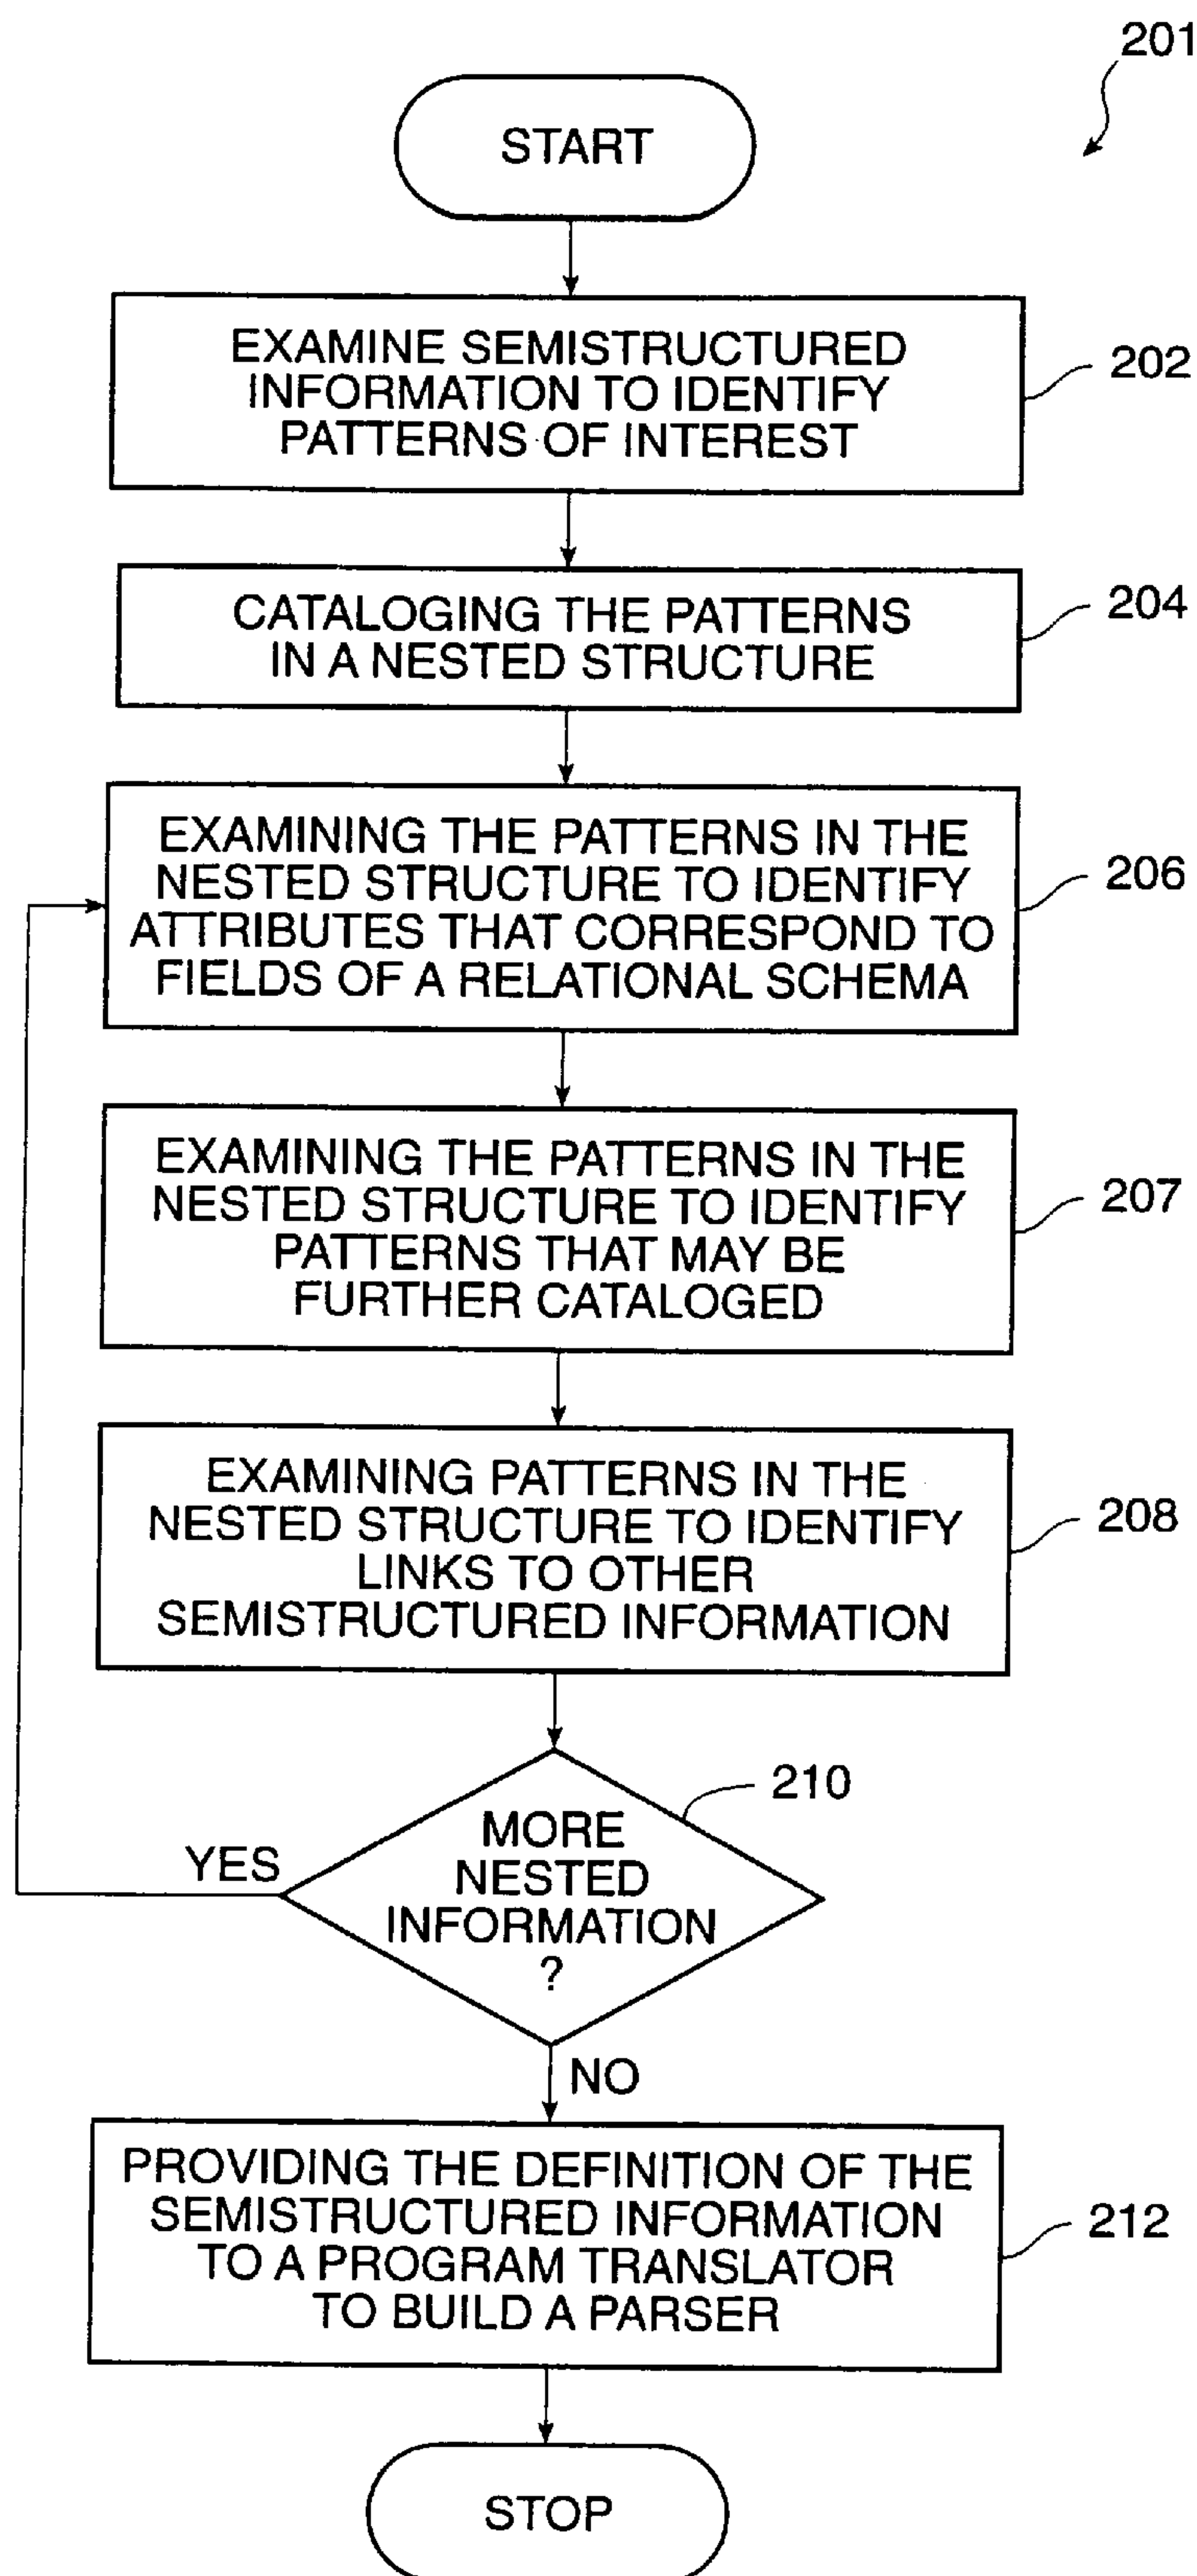 201
START
EXAMINE SEMISTRUCTURED
INFORMATION TO IDENTIFY
PATTERNS OF INTEREST
202
CATALOGING THE PATTERNS
IN A NESTED STRUCTURE
204
EXAMINING THE PATTERNS IN THE
NESTED STRUCTURE TO IDENTIFY
ATTRIBUTES THAT CORRESPOND TO
FIELDS OF A RELATIONAL SCHEMA
206
EXAMINING THE PATTERNS IN THE
NESTED STRUCTURE TO IDENTIFY
PATTERNS THAT MAY BE
FURTHER CATALOGED
207
EXAMINING PATTERNS IN THE
NESTED STRUCTURE TO IDENTIFY
LINKS TO OTHER
SEMISTRUCTURED INFORMATION
208
210
MORE
NESTED
INFORMATION
?
YES
NO
PROVIDING THE DEFINITION OF THE
SEMISTRUCTURED INFORMATION
TO A PROGRAM TRANSLATOR
TO BUILD A PARSER
212
STOP